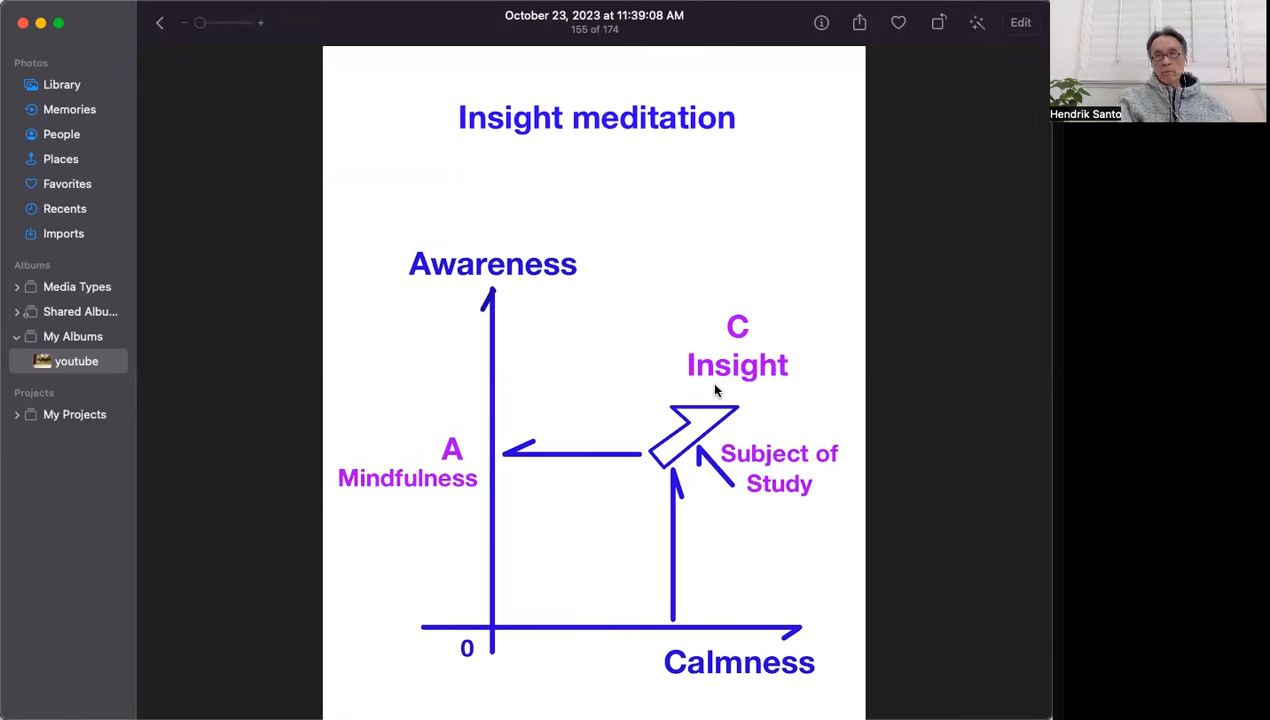 October 23, 2023 at 11:39:08 AM
155 of 174
Edit
Photos
Library
Memories
People
Places
Favorites
Recents
Imports
Albums
Media Types
Shared Albu...
My Albums
youtube
Projects
My Projects
Insight meditation
Awareness
C
Insight
A
Mindfulness
Subject of
Study
0
Calmness
Hendrik Santo